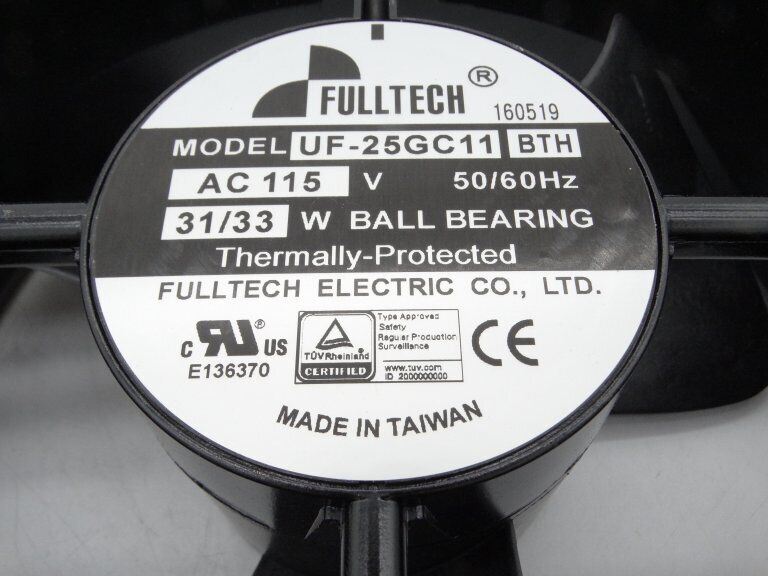 FULLTECH ®
160519
MODEL UF-25GC11 BTH
AC 115 V 50/60Hz
31/33 W BALL BEARING
Thermally-Protected
FULLTECH ELECTRIC CO., LTD.
C RU ® US
E136370
TÜVRheinland
CERTIFIED
Type Approved
Safety
Regular Production
Surveillance
www.tuv.com
ID 2000000000
CE
MADE IN TAIWAN